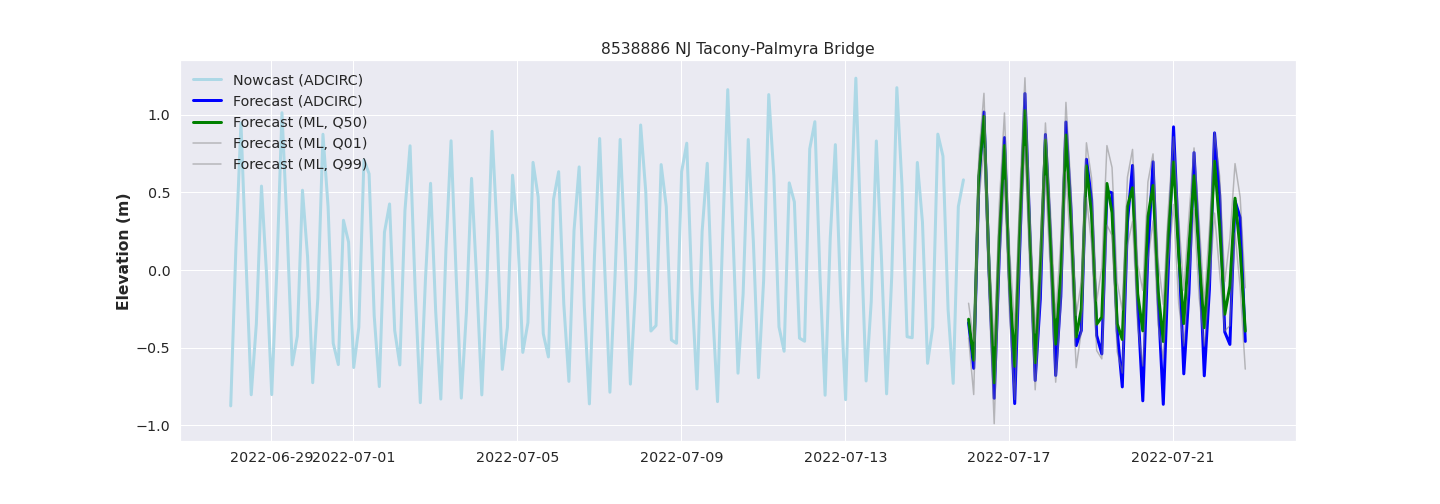 8538886 NJ Tacony-Palmyra Bridge
Nowcast (ADCIRC)
Forecast (ADCIRC)
Forecast (ML, Q50)
Forecast (ML, Q01)
Forecast (ML, Q99)
Elevation (m)
1.0
0.5
0.0
−0.5
−1.0
2022-06-29 2022-07-01 2022-07-05 2022-07-09 2022-07-13 2022-07-17 2022-07-21